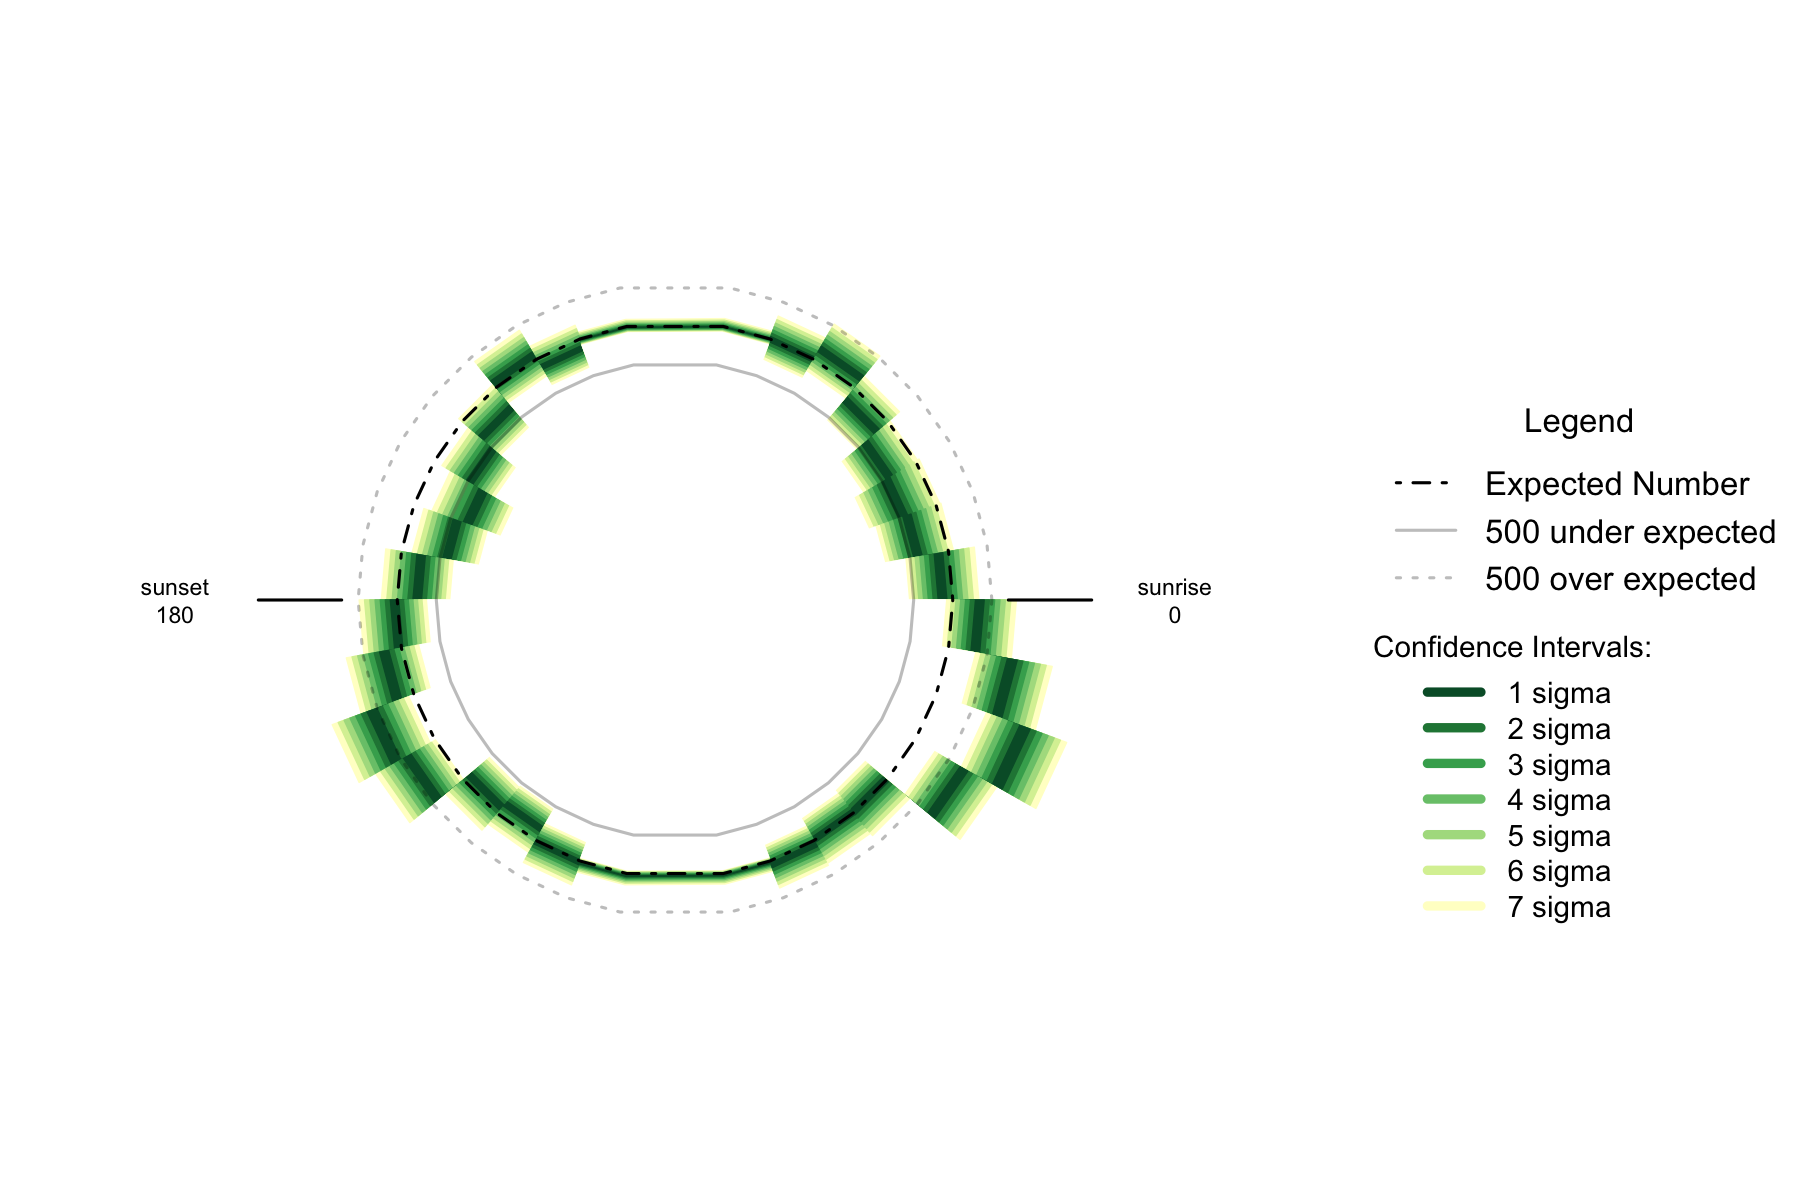 sunset
180
sunrise
0
Legend
Expected Number
500 under expected
500 over expected
Confidence Intervals:
1 sigma
2 sigma
3 sigma
4 sigma
5 sigma
6 sigma
7 sigma